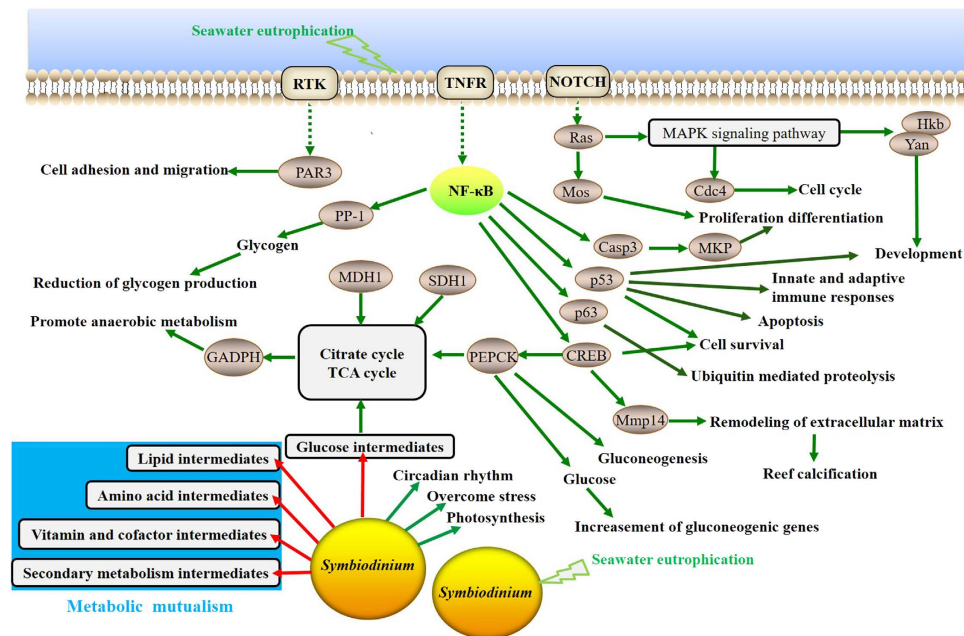 Seawater eutrophication
RTK
TNFR
NOTCH
Ras
MAPK signaling pathway
Hkb
Yan
Cell adhesion and migration
PAR3
NF-κB
Mos
Cdc4
Cell cycle
PP-1
Proliferation differentiation
Glycogen
Casp3
MKP
Development
Reduction of glycogen production
MDH1
SDH1
p53
Innate and adaptive
immune responses
p63
Apoptosis
Promote anaerobic metabolism
Cell survival
GADPH
Citrate cycle
TCA cycle
PEPCK
CREB
Ubiquitin mediated proteolysis
Mmp14
Remodeling of extracellular matrix
Glucose intermediates
Lipid intermediates
Gluconeogenesis
Reef calcification
Circadian rhythm
Glucose
Amino acid intermediates
Overcome stress
Photosynthesis
Increasement of gluconeogenic genes
Vitamin and cofactor intermediates
Symbiodinium
Seawater eutrophication
Secondary metabolism intermediates
Symbiodinium
Metabolic mutualism